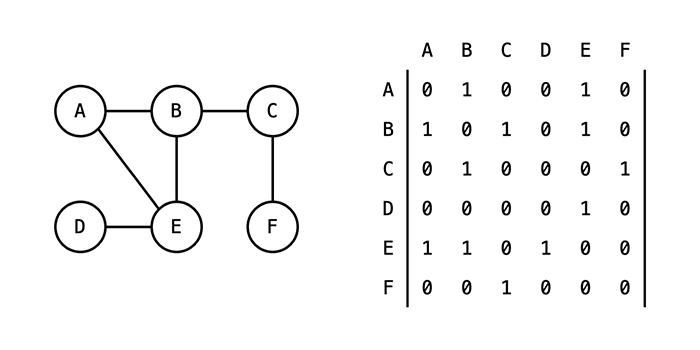 A B C
D E F
A B C D E F
A 0 1 0 0 1 0
B 1 0 1 0 1 0
C 0 1 0 0 0 1
D 0 0 0 0 1 0
E 1 1 0 1 0 0
F 0 0 1 0 0 0